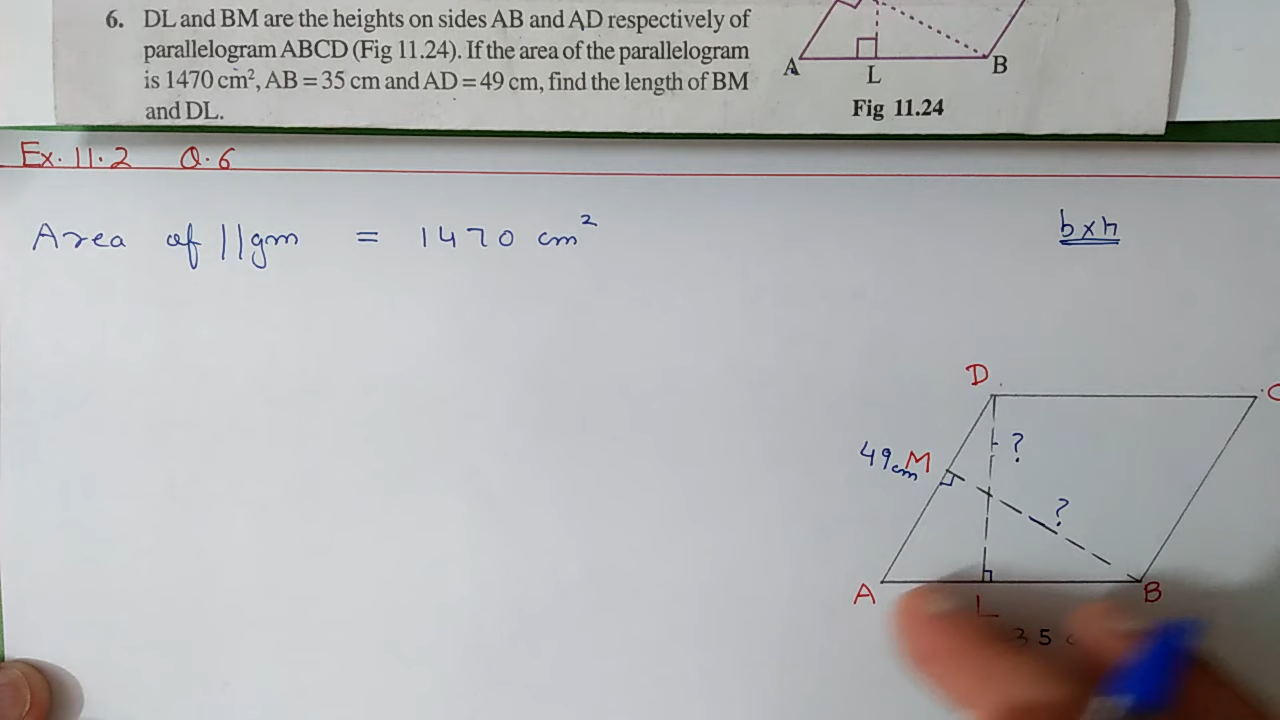 6. DL and BM are the heights on sides AB and AD respectively of
parallelogram ABCD (Fig 11.24). If the area of the parallelogram
is 1470 cm², AB = 35 cm and AD = 49 cm, find the length of BM
and DL.
A
L
B
Fig 11.24
Ex. 11.2 Q.6
Area of ||gm = 1470 cm²
b×h
D
C
49cm M
?
?
A
L
B
35